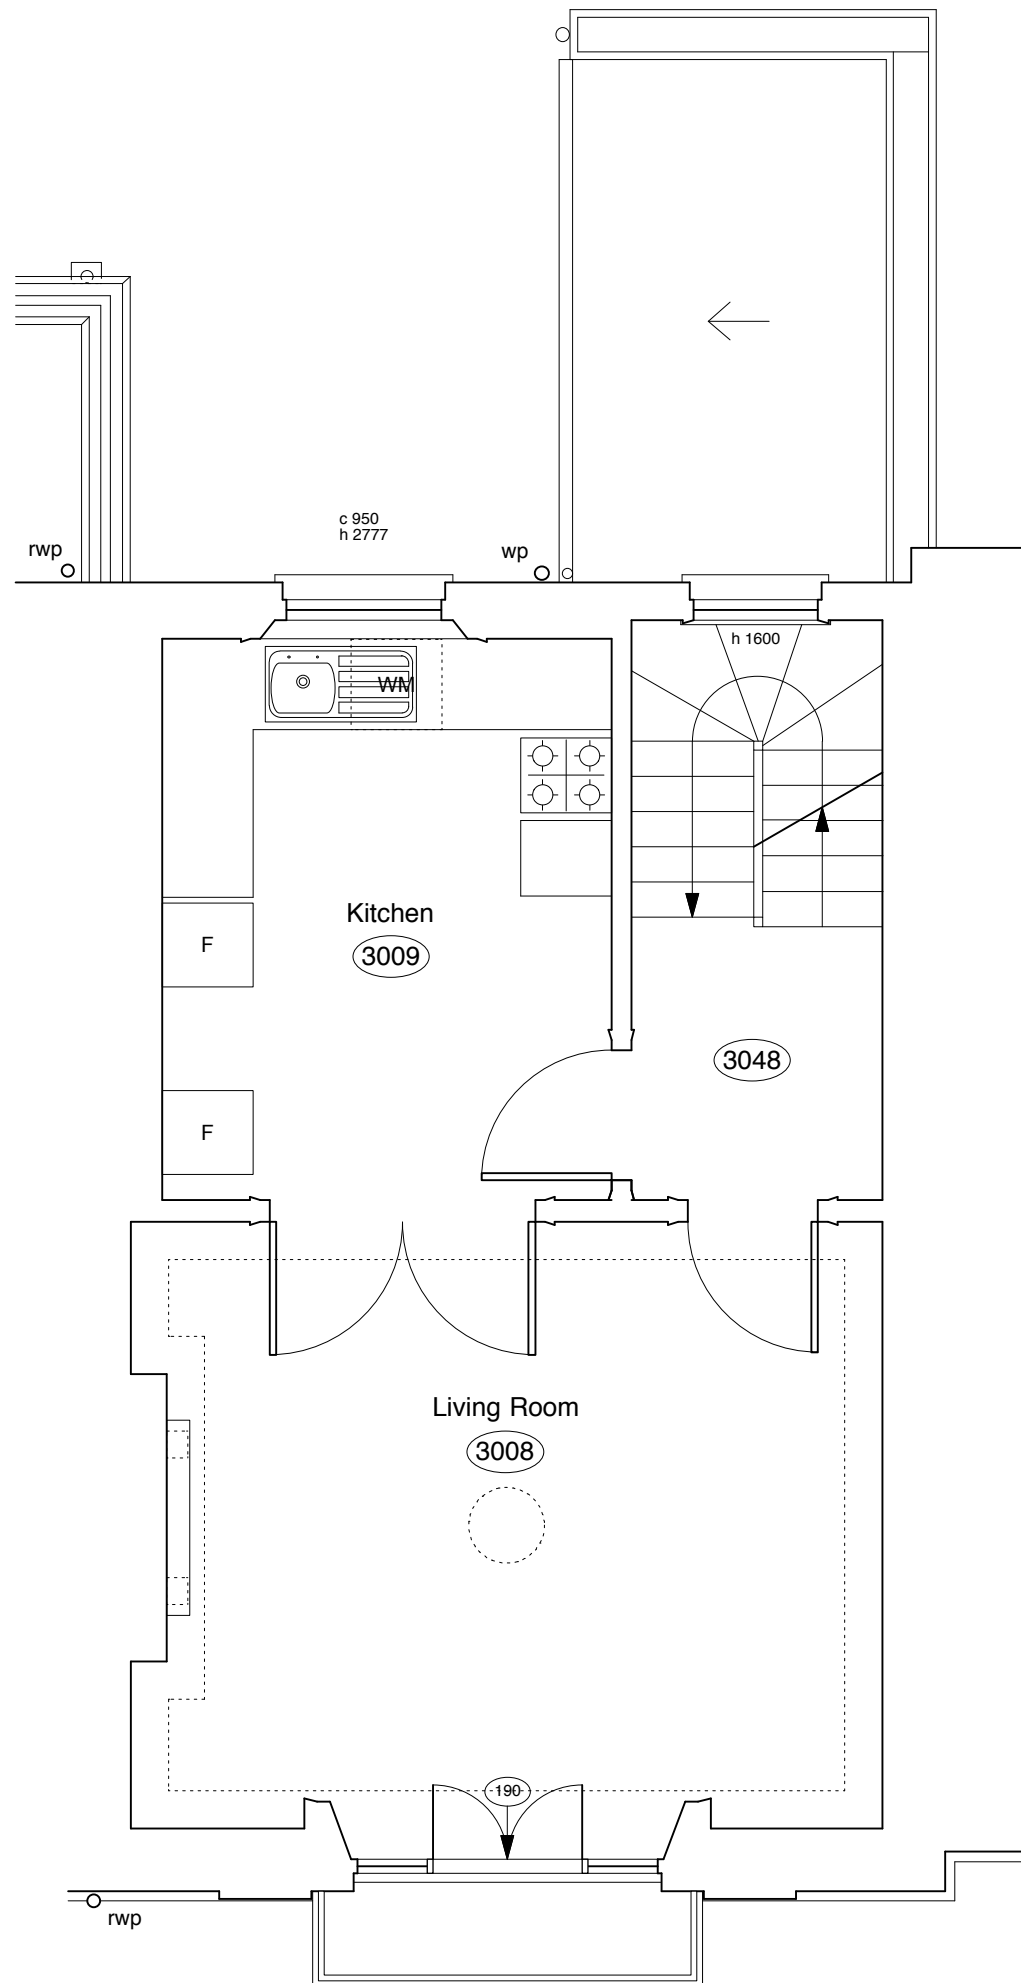 c 950
h 2777
rwp
wp
h 1600
WM
Kitchen
3009
F
3048
F
Living Room
3008
190
rwp